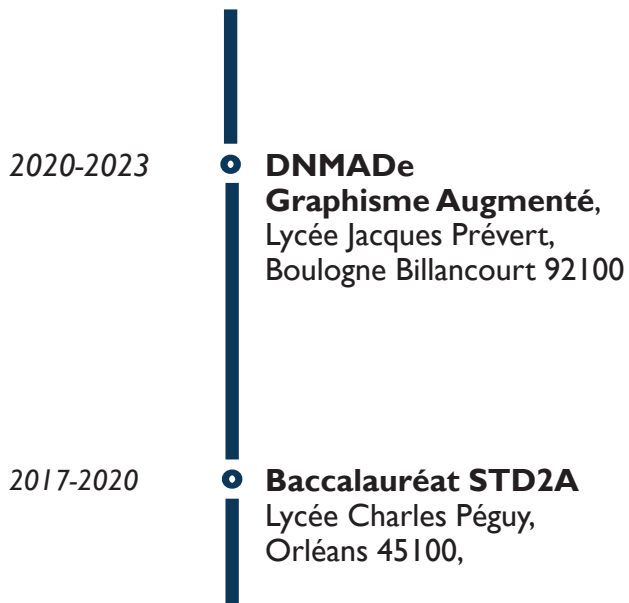 2020-2023
DNMADe
Graphisme Augmenté,
Lycée Jacques Prévert,
Boulogne Billancourt 92100
2017-2020
Baccalauréat STD2A
Lycée Charles Péguy,
Orléans 45100,